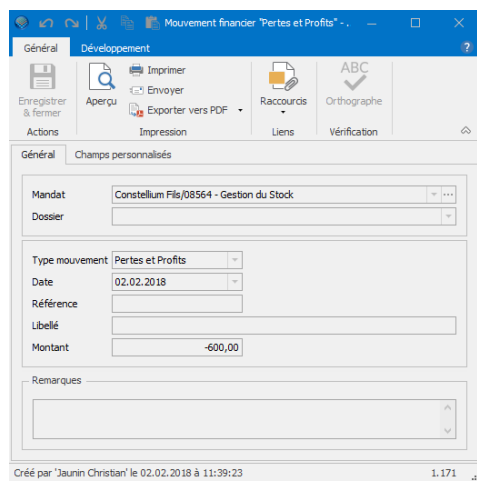 Mouvement financier "Pertes et Profits" - .
Général Développement
Enregistrer & fermer
Aperçu
Imprimer
Envoyer
Exporter vers PDF
Raccourcis
ABC
Orthographe
Actions Impression Liens Vérification
Général Champs personnalisés
Mandat Constellium Fils/08564 - Gestion du Stock
Dossier
Type mouvement Pertes et Profits
Date 02.02.2018
Référence
Libellé
Montant -600,00
Remarques
Créé par 'Jaunin Christian' le 02.02.2018 à 11:39:23 1.171